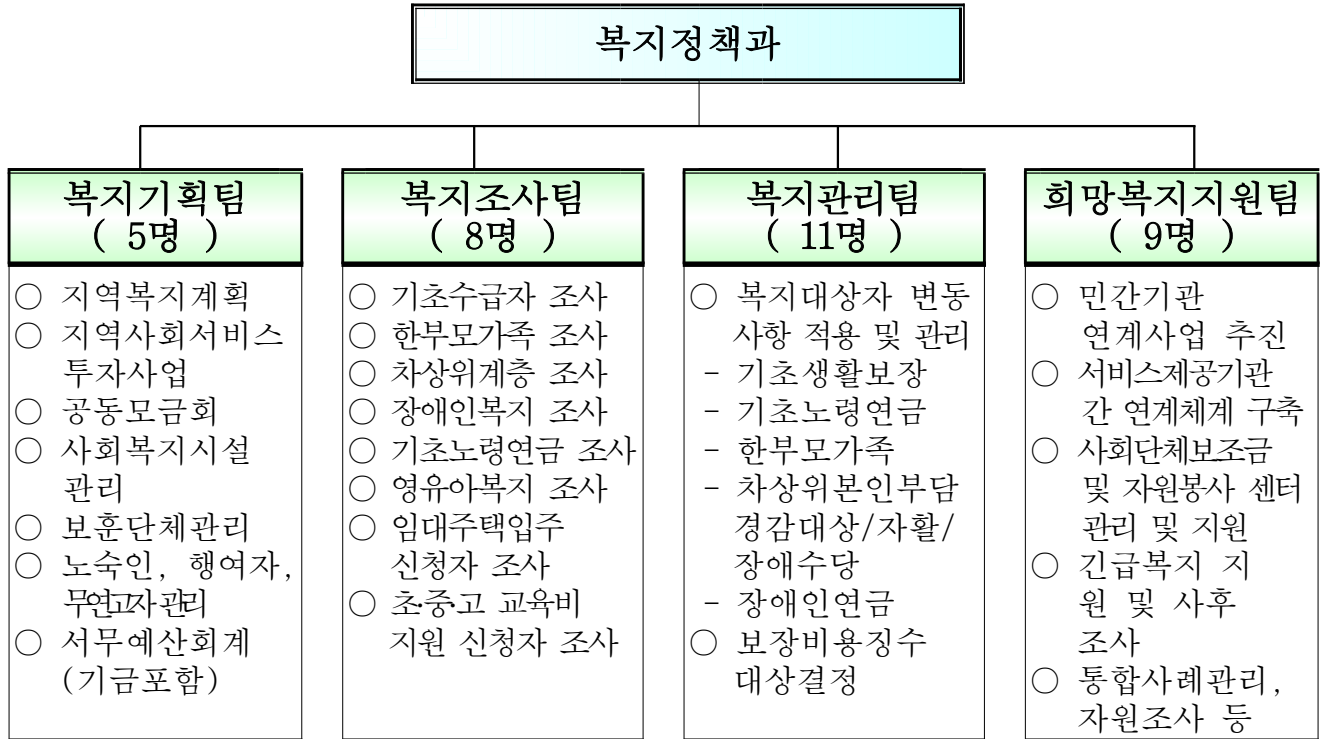 복지정책과
복지기획팀
( 5명 )
○ 지역복지계획
○ 지역사회서비스
투자사업
○ 공동모금회
○ 사회복지시설
관리
○ 보훈단체관리
○ 노숙인, 행여자,
무연고자관리
○ 서무예산회계
(기금포함)
복지조사팀
( 8명 )
○ 기초수급자 조사
○ 한부모가족 조사
○ 차상위계층 조사
○ 장애인복지 조사
○ 기초노령연금 조사
○ 영유아복지 조사
○ 임대주택입주
신청자 조사
○ 초·중·고 교육비
지원 신청자 조사
복지관리팀
( 11명 )
○ 복지대상자 변동
사항 적용 및 관리
- 기초생활보장
- 기초노령연금
- 한부모가족
- 차상위본인부담
경감대상/자활/
장애수당
- 장애인연금
○ 보장비용징수
대상결정
희망복지지원팀
( 9명 )
○ 민간기관
연계사업 추진
○ 서비스제공기관
간 연계체계 구축
○ 사회단체보조금
및 자원봉사 센터
관리 및 지원
○ 긴급복지 지
원 및 사후
조사
○ 통합사례관리,
자원조사 등